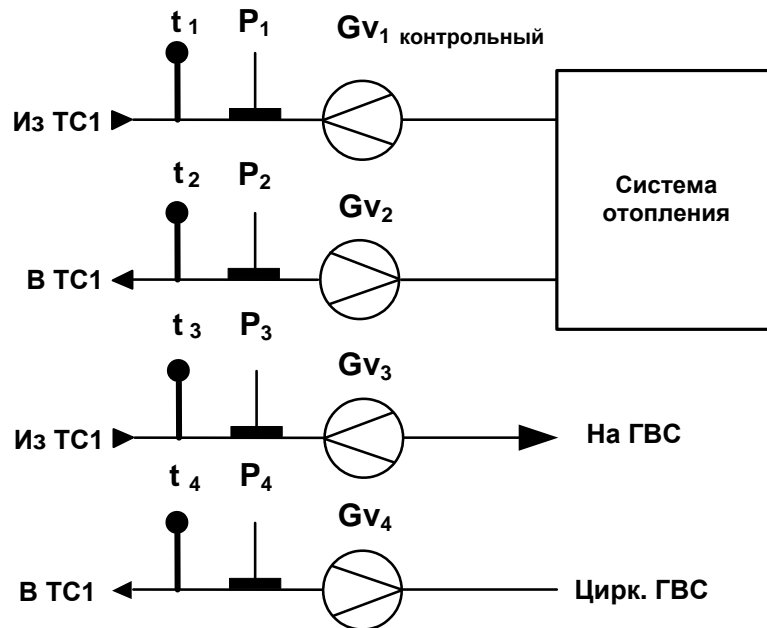 t 1 P1 Gv1 контрольный
Из ТС1
Система
отопления
t 2 P2 Gv2
В ТС1
t 3 P3 Gv3
Из ТС1 На ГВС
t 4 P4 Gv4
В ТС1 Цирк. ГВС